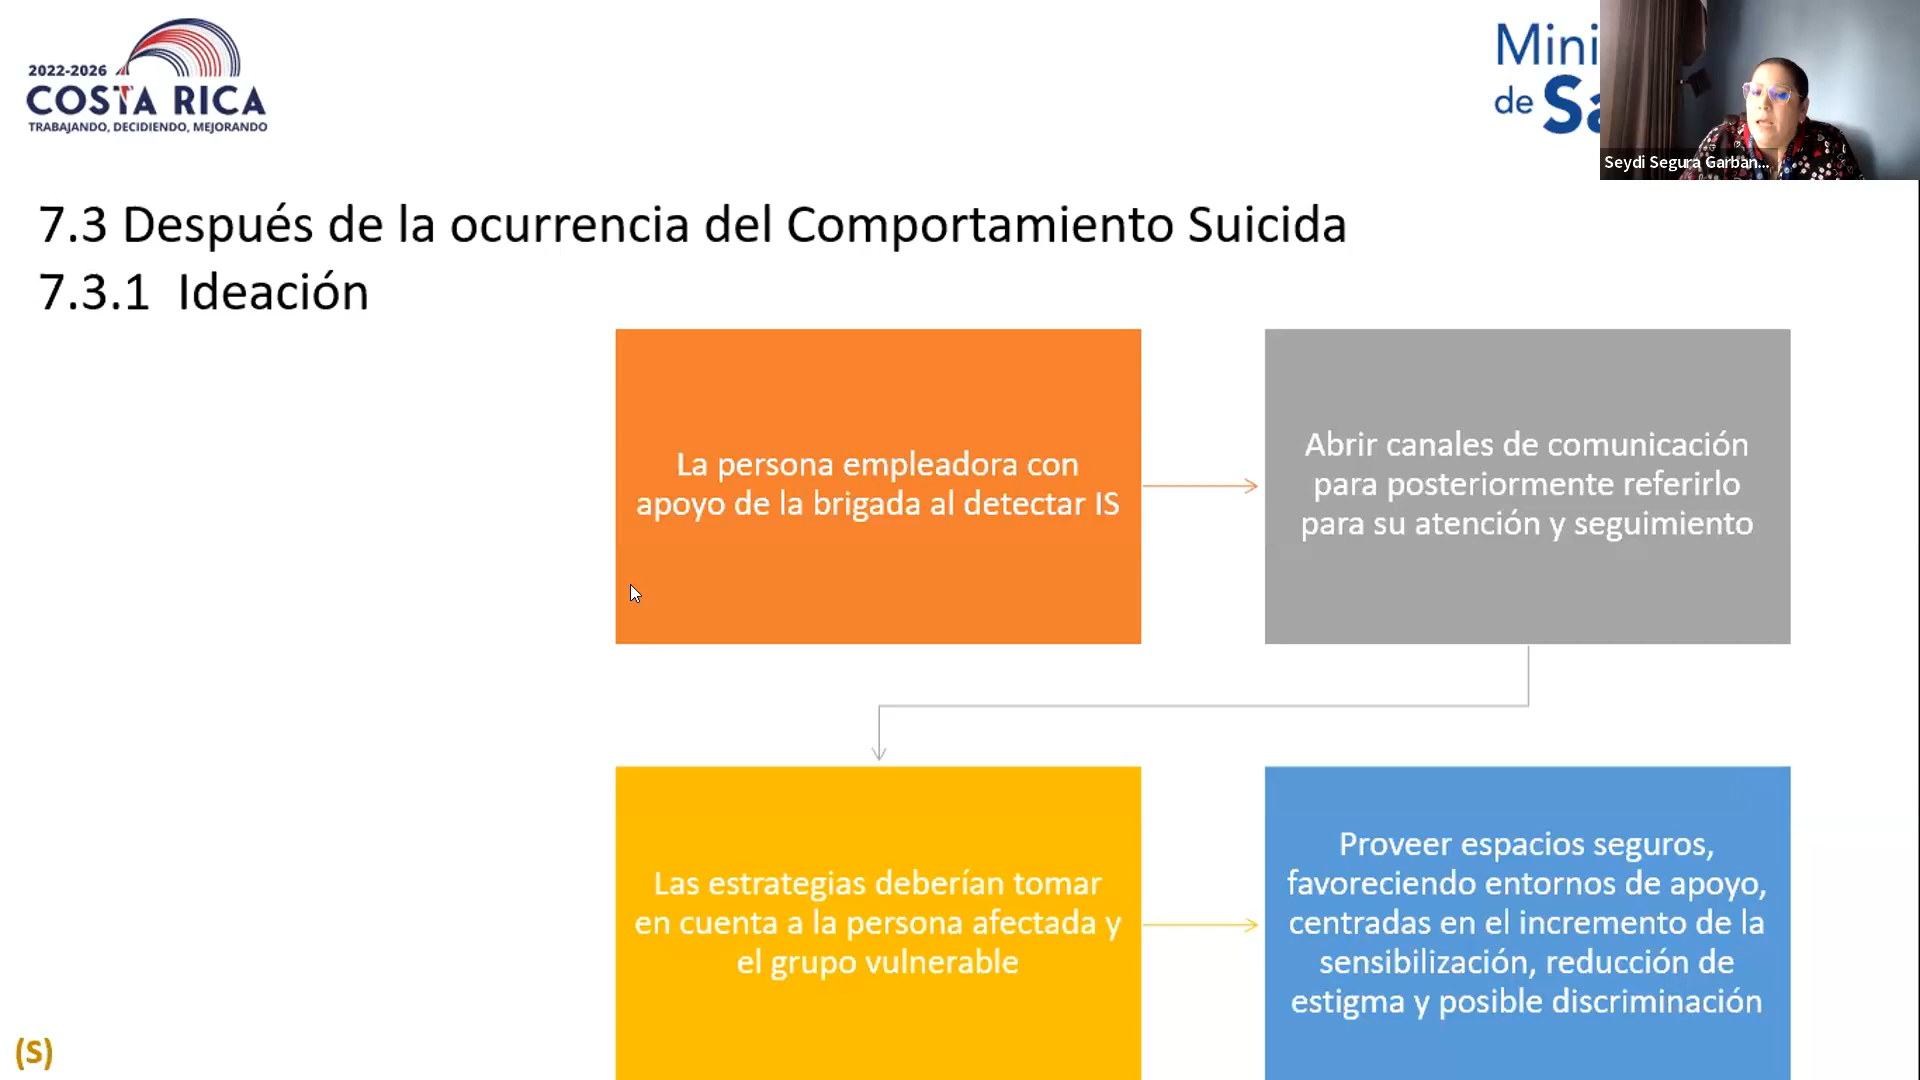 2022-2026
COSTA RICA
TRABAJANDO, DECIDIENDO, MEJORANDO
Mini
de Sa
Seydi Segura Garban...
7.3 Después de la ocurrencia del Comportamiento Suicida
7.3.1 Ideación
La persona empleadora con
apoyo de la brigada al detectar IS
Abrir canales de comunicación
para posteriormente referirlo
para su atención y seguimiento
Las estrategias deberían tomar
en cuenta a la persona afectada y
el grupo vulnerable
Proveer espacios seguros,
favoreciendo entornos de apoyo,
centradas en el incremento de la
sensibilización, reducción de
estigma y posible discriminación
(S)